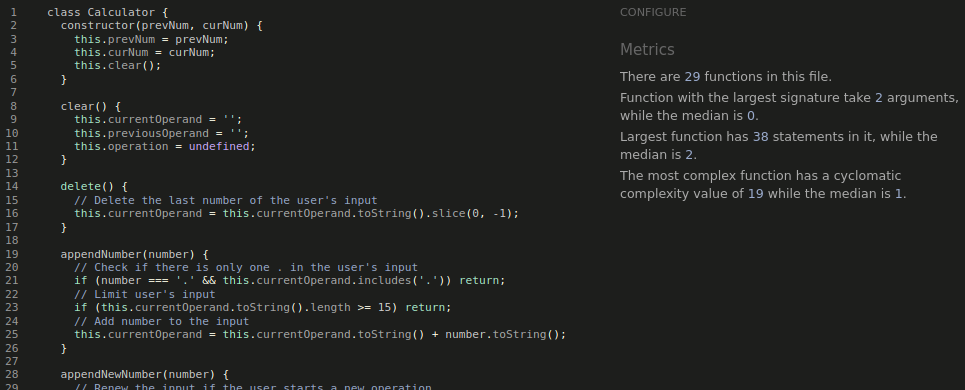 1 class Calculator {
2 constructor(prevNum, curNum) {
3 this.prevNum = prevNum;
4 this.curNum = curNum;
5 this.clear();
6 }
7
8 clear() {
9 this.currentOperand = '';
10 this.previousOperand = '';
11 this.operation = undefined;
12 }
13
14 delete() {
15 // Delete the last number of the user's input
16 this.currentOperand = this.currentOperand.toString().slice(0, -1);
17 }
18
19 appendNumber(number) {
20 // Check if there is only one . in the user's input
21 if (number === '.' && this.currentOperand.includes('.')) return;
22 // Limit user's input
23 if (this.currentOperand.toString().length >= 15) return;
24 // Add number to the input
25 this.currentOperand = this.currentOperand.toString() + number.toString();
26 }
27
28 appendNewNumber(number) {
29 // Renew the input if the user starts a new operation
CONFIGURE
Metrics
There are 29 functions in this file.
Function with the largest signature take 2 arguments,
while the median is 0.
Largest function has 38 statements in it, while the
median is 2.
The most complex function has a cyclomatic
complexity value of 19 while the median is 1.